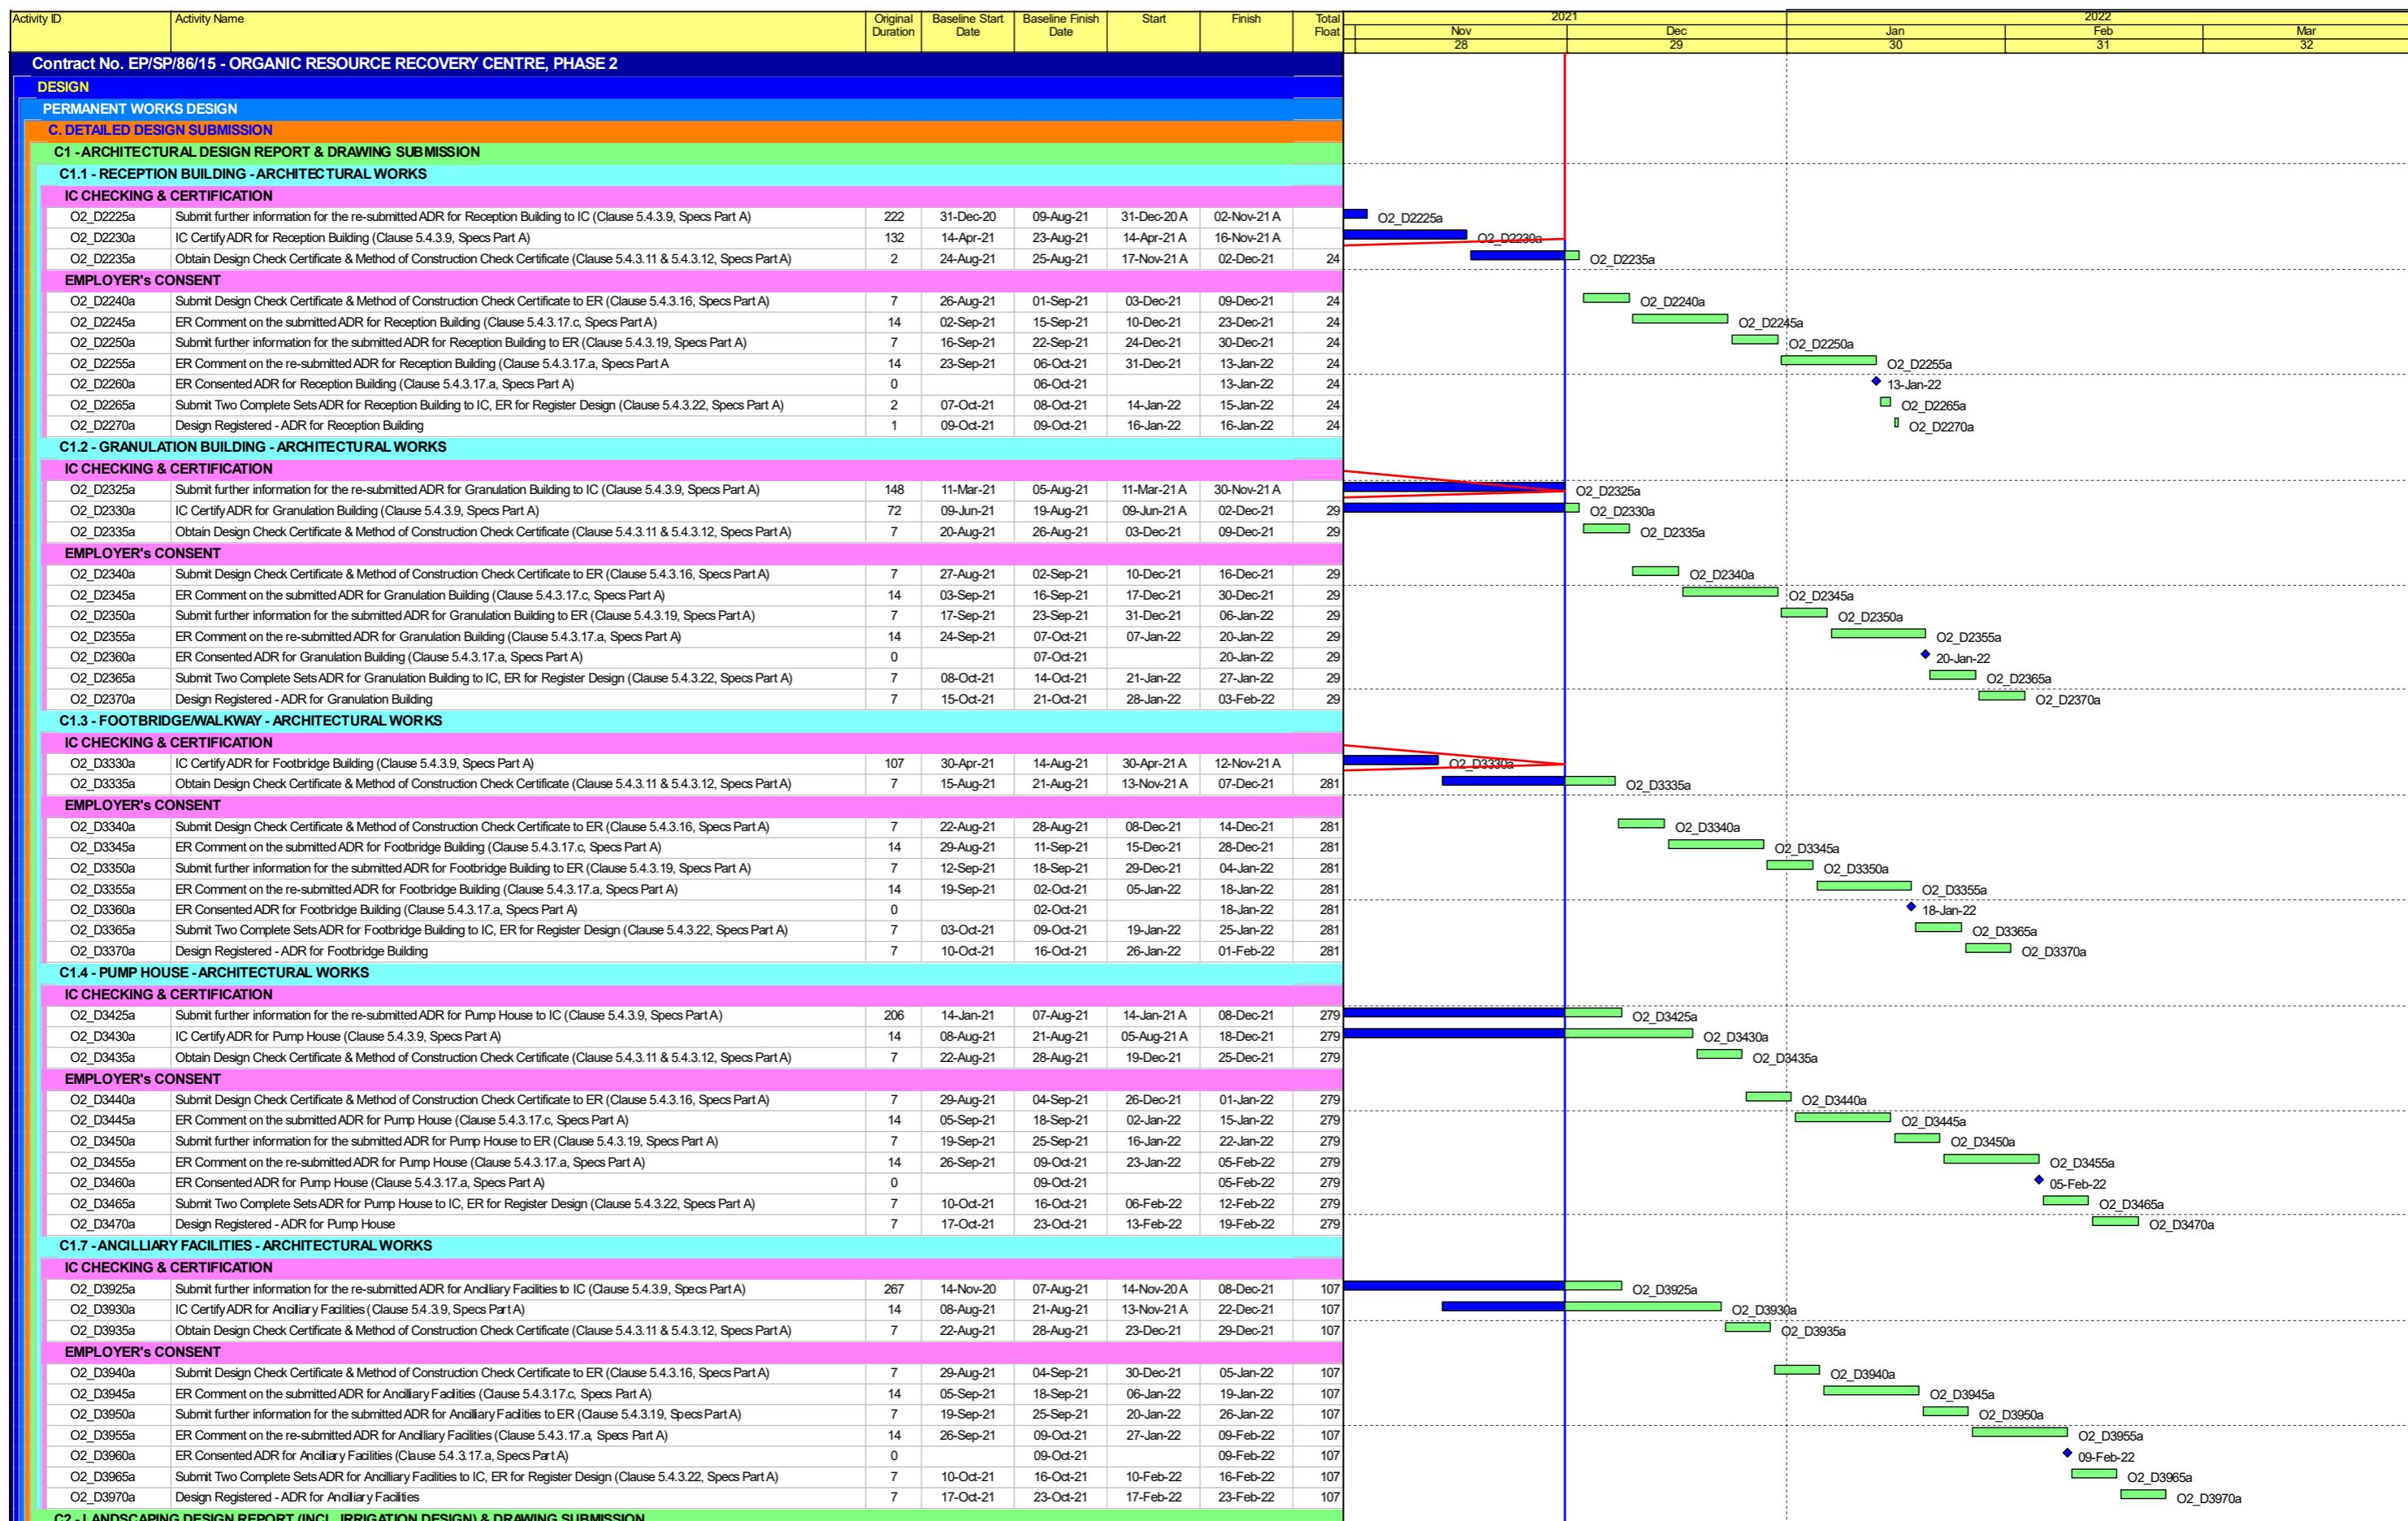 Activity ID Activity Name Original Duration Baseline Start Date Baseline Finish Date Start Finish Total Float 2021 2022
Nov Dec Jan Feb Mar
28 29 30 31 32
Contract No. EP/SP/86/15 - ORGANIC RESOURCE RECOVERY CENTRE, PHASE 2
DESIGN
PERMANENT WORKS DESIGN
C. DETAILED DESIGN SUBMISSION
C1 - ARCHITECTURAL DESIGN REPORT & DRAWING SUBMISSION
C1.1 - RECEPTION BUILDING - ARCHITECTURAL WORKS
IC CHECKING & CERTIFICATION
O2_D2225a Submit further information for the re-submitted ADR for Reception Building to IC (Clause 5.4.3.9, Specs Part A) 222 31-Dec-20 09-Aug-21 31-Dec-20 A 02-Nov-21 A O2_D2225a
O2_D2230a IC Certify ADR for Reception Building (Clause 5.4.3.9, Specs Part A) 132 14-Apr-21 23-Aug-21 14-Apr-21 A 16-Nov-21 A O2_D2230a
O2_D2235a Obtain Design Check Certificate & Method of Construction Check Certificate (Clause 5.4.3.11 & 5.4.3.12, Specs Part A) 2 24-Aug-21 25-Aug-21 17-Nov-21 A 02-Dec-21 24 O2_D2235a
EMPLOYER's CONSENT
O2_D2240a Submit Design Check Certificate & Method of Construction Check Certificate to ER (Clause 5.4.3.16, Specs Part A) 7 26-Aug-21 01-Sep-21 03-Dec-21 09-Dec-21 24 O2_D2240a
O2_D2245a ER Comment on the submitted ADR for Reception Building (Clause 5.4.3.17.c, Specs Part A) 14 02-Sep-21 15-Sep-21 10-Dec-21 23-Dec-21 24 O2_D2245a
O2_D2250a Submit further information for the submitted ADR for Reception Building to ER (Clause 5.4.3.19, Specs Part A) 7 16-Sep-21 22-Sep-21 24-Dec-21 30-Dec-21 24 O2_D2250a
O2_D2255a ER Comment on the re-submitted ADR for Reception Building (Clause 5.4.3.17.a, Specs Part A 14 23-Sep-21 06-Oct-21 31-Dec-21 13-Jan-22 24 O2_D2255a
O2_D2260a ER Consented ADR for Reception Building (Clause 5.4.3.17.a, Specs Part A) 0 06-Oct-21 13-Jan-22 24 13-Jan-22
O2_D2265a Submit Two Complete Sets ADR for Reception Building to IC, ER for Register Design (Clause 5.4.3.22, Specs Part A) 2 07-Oct-21 08-Oct-21 14-Jan-22 15-Jan-22 24 O2_D2265a
O2_D2270a Design Registered - ADR for Reception Building 1 09-Oct-21 09-Oct-21 16-Jan-22 16-Jan-22 24 O2_D2270a
C1.2 - GRANULATION BUILDING - ARCHITECTURAL WORKS
IC CHECKING & CERTIFICATION
O2_D2325a Submit further information for the re-submitted ADR for Granulation Building to IC (Clause 5.4.3.9, Specs Part A) 148 11-Mar-21 05-Aug-21 11-Mar-21 A 30-Nov-21 A O2_D2325a
O2_D2330a IC Certify ADR for Granulation Building (Clause 5.4.3.9, Specs Part A) 72 09-Jun-21 19-Aug-21 09-Jun-21 A 02-Dec-21 29 O2_D2330a
O2_D2335a Obtain Design Check Certificate & Method of Construction Check Certificate (Clause 5.4.3.11 & 5.4.3.12, Specs Part A) 7 20-Aug-21 26-Aug-21 03-Dec-21 09-Dec-21 29 O2_D2335a
EMPLOYER's CONSENT
O2_D2340a Submit Design Check Certificate & Method of Construction Check Certificate to ER (Clause 5.4.3.16, Specs Part A) 7 27-Aug-21 02-Sep-21 10-Dec-21 16-Dec-21 29 O2_D2340a
O2_D2345a ER Comment on the submitted ADR for Granulation Building (Clause 5.4.3.17.c, Specs Part A) 14 03-Sep-21 16-Sep-21 17-Dec-21 30-Dec-21 29 O2_D2345a
O2_D2350a Submit further information for the submitted ADR for Granulation Building to ER (Clause 5.4.3.19, Specs Part A) 7 17-Sep-21 23-Sep-21 31-Dec-21 06-Jan-22 29 O2_D2350a
O2_D2355a ER Comment on the re-submitted ADR for Granulation Building (Clause 5.4.3.17.a, Specs Part A) 14 24-Sep-21 07-Oct-21 07-Jan-22 20-Jan-22 29 O2_D2355a
O2_D2360a ER Consented ADR for Granulation Building (Clause 5.4.3.17.a, Specs Part A) 0 07-Oct-21 20-Jan-22 29 20-Jan-22
O2_D2365a Submit Two Complete Sets ADR for Granulation Building to IC, ER for Register Design (Clause 5.4.3.22, Specs Part A) 7 08-Oct-21 14-Oct-21 21-Jan-22 27-Jan-22 29 O2_D2365a
O2_D2370a Design Registered - ADR for Granulation Building 7 15-Oct-21 21-Oct-21 28-Jan-22 03-Feb-22 29 O2_D2370a
C1.3 - FOOTBRIDGE/WALKWAY - ARCHITECTURAL WORKS
IC CHECKING & CERTIFICATION
O2_D3330a IC Certify ADR for Footbridge Building (Clause 5.4.3.9, Specs Part A) 107 30-Apr-21 14-Aug-21 30-Apr-21 A 12-Nov-21 A O2_D3330a
O2_D3335a Obtain Design Check Certificate & Method of Construction Check Certificate (Clause 5.4.3.11 & 5.4.3.12, Specs Part A) 7 15-Aug-21 21-Aug-21 13-Nov-21 A 07-Dec-21 281 O2_D3335a
EMPLOYER's CONSENT
O2_D3340a Submit Design Check Certificate & Method of Construction Check Certificate to ER (Clause 5.4.3.16, Specs Part A) 7 22-Aug-21 28-Aug-21 08-Dec-21 14-Dec-21 281 O2_D3340a
O2_D3345a ER Comment on the submitted ADR for Footbridge Building (Clause 5.4.3.17.c, Specs Part A) 14 29-Aug-21 11-Sep-21 15-Dec-21 28-Dec-21 281 O2_D3345a
O2_D3350a Submit further information for the submitted ADR for Footbridge Building to ER (Clause 5.4.3.19, Specs Part A) 7 12-Sep-21 18-Sep-21 29-Dec-21 04-Jan-22 281 O2_D3350a
O2_D3355a ER Comment on the re-submitted ADR for Footbridge Building (Clause 5.4.3.17.a, Specs Part A) 14 19-Sep-21 02-Oct-21 05-Jan-22 18-Jan-22 281 O2_D3355a
O2_D3360a ER Consented ADR for Footbridge Building (Clause 5.4.3.17.a, Specs Part A) 0 02-Oct-21 18-Jan-22 281 18-Jan-22
O2_D3365a Submit Two Complete Sets ADR for Footbridge Building to IC, ER for Register Design (Clause 5.4.3.22, Specs Part A) 7 03-Oct-21 09-Oct-21 19-Jan-22 25-Jan-22 281 O2_D3365a
O2_D3370a Design Registered - ADR for Footbridge Building 7 10-Oct-21 16-Oct-21 26-Jan-22 01-Feb-22 281 O2_D3370a
C1.4 - PUMP HOUSE - ARCHITECTURAL WORKS
IC CHECKING & CERTIFICATION
O2_D3425a Submit further information for the re-submitted ADR for Pump House to IC (Clause 5.4.3.9, Specs Part A) 206 14-Jan-21 07-Aug-21 14-Jan-21 A 08-Dec-21 279 O2_D3425a
O2_D3430a IC Certify ADR for Pump House (Clause 5.4.3.9, Specs Part A) 14 08-Aug-21 21-Aug-21 05-Aug-21 A 18-Dec-21 279 O2_D3430a
O2_D3435a Obtain Design Check Certificate & Method of Construction Check Certificate (Clause 5.4.3.11 & 5.4.3.12, Specs Part A) 7 22-Aug-21 28-Aug-21 19-Dec-21 25-Dec-21 279 O2_D3435a
EMPLOYER's CONSENT
O2_D3440a Submit Design Check Certificate & Method of Construction Check Certificate to ER (Clause 5.4.3.16, Specs Part A) 7 29-Aug-21 04-Sep-21 26-Dec-21 01-Jan-22 279 O2_D3440a
O2_D3445a ER Comment on the submitted ADR for Pump House (Clause 5.4.3.17.c, Specs Part A) 14 05-Sep-21 18-Sep-21 02-Jan-22 15-Jan-22 279 O2_D3445a
O2_D3450a Submit further information for the submitted ADR for Pump House to ER (Clause 5.4.3.19, Specs Part A) 7 19-Sep-21 25-Sep-21 16-Jan-22 22-Jan-22 279 O2_D3450a
O2_D3455a ER Comment on the re-submitted ADR for Pump House (Clause 5.4.3.17.a, Specs Part A) 14 26-Sep-21 09-Oct-21 23-Jan-22 05-Feb-22 279 O2_D3455a
O2_D3460a ER Consented ADR for Pump House (Clause 5.4.3.17.a, Specs Part A) 0 09-Oct-21 05-Feb-22 279 05-Feb-22
O2_D3465a Submit Two Complete Sets ADR for Pump House to IC, ER for Register Design (Clause 5.4.3.22, Specs Part A) 7 10-Oct-21 16-Oct-21 06-Feb-22 12-Feb-22 279 O2_D3465a
O2_D3470a Design Registered - ADR for Pump House 7 17-Oct-21 23-Oct-21 13-Feb-22 19-Feb-22 279 O2_D3470a
C1.7 - ANCILLIARY FACILITIES - ARCHITECTURAL WORKS
IC CHECKING & CERTIFICATION
O2_D3925a Submit further information for the re-submitted ADR for Ancilliary Facilities to IC (Clause 5.4.3.9, Specs Part A) 267 14-Nov-20 07-Aug-21 14-Nov-20 A 08-Dec-21 107 O2_D3925a
O2_D3930a IC Certify ADR for Ancilliary Facilities (Clause 5.4.3.9, Specs Part A) 14 08-Aug-21 21-Aug-21 13-Nov-21 A 22-Dec-21 107 O2_D3930a
O2_D3935a Obtain Design Check Certificate & Method of Construction Check Certificate (Clause 5.4.3.11 & 5.4.3.12, Specs Part A) 7 22-Aug-21 28-Aug-21 23-Dec-21 29-Dec-21 107 O2_D3935a
EMPLOYER's CONSENT
O2_D3940a Submit Design Check Certificate & Method of Construction Check Certificate to ER (Clause 5.4.3.16, Specs Part A) 7 29-Aug-21 04-Sep-21 30-Dec-21 05-Jan-22 107 O2_D3940a
O2_D3945a ER Comment on the submitted ADR for Ancilliary Facilities (Clause 5.4.3.17.c, Specs Part A) 14 05-Sep-21 18-Sep-21 06-Jan-22 19-Jan-22 107 O2_D3945a
O2_D3950a Submit further information for the submitted ADR for Ancilliary Facilities to ER (Clause 5.4.3.19, Specs Part A) 7 19-Sep-21 25-Sep-21 20-Jan-22 26-Jan-22 107 O2_D3950a
O2_D3955a ER Comment on the re-submitted ADR for Ancilliary Facilities (Clause 5.4.3.17.a, Specs Part A) 14 26-Sep-21 09-Oct-21 27-Jan-22 09-Feb-22 107 O2_D3955a
O2_D3960a ER Consented ADR for Ancilliary Facilities (Clause 5.4.3.17.a, Specs Part A) 0 09-Oct-21 09-Feb-22 107 09-Feb-22
O2_D3965a Submit Two Complete Sets ADR for Ancilliary Facilities to IC, ER for Register Design (Clause 5.4.3.22, Specs Part A) 7 10-Oct-21 16-Oct-21 10-Feb-22 16-Feb-22 107 O2_D3965a
O2_D3970a Design Registered - ADR for Ancilliary Facilities 7 17-Oct-21 23-Oct-21 17-Feb-22 23-Feb-22 107 O2_D3970a
C2 - LANDSCAPING DESIGN REPORT (INCL. IRRIGATION DESIGN) & DRAWING SUBMISSION